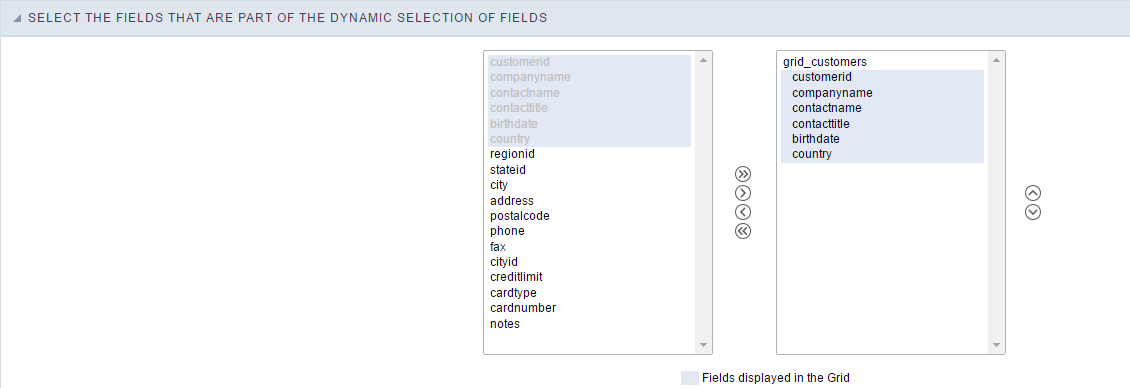 SELECT THE FIELDS THAT ARE PART OF THE DYNAMIC SELECTION OF FIELDS
customerid
companyname
contactname
contacttitle
birthdate
country
regionid
stateid
city
address
postalcode
phone
fax
cityid
creditlimit
cardtype
cardnumber
notes
grid_customers
customerid
companyname
contactname
contacttitle
birthdate
country
Fields displayed in the Grid